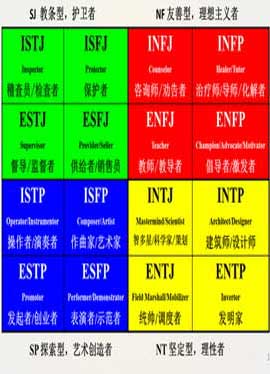 SJ 教条型，护卫者 NF 友善型，理想主义者
ISTJ ISFJ INFJ INFP
Inspector Protector Counselor Healer/Tutor
稽查员/检查者 保护者 咨询师/劝告者 治疗师/导师/化解者
ESTJ ESFJ ENFJ ENFP
Supervisor Provider/Seller Teacher Champion/Advocate/Motivator
督导/监督者 供给者/销售员 教师/教导者 倡导者/激发者
ISTP ISFP INTJ INTP
Operator/Instrumentor Composer/Artist Mastermind/Scientist Architect/Designer
操作者/演奏者 作曲家/艺术家 智多星/科学家/策划 建筑师/设计师
ESTP ESFP ENTJ ENTP
Promotor Performer/Demonstrator Field Marshall/Mobilizer Invertor
发起者/创业者 表演者/示范者 统帅/调度者 发明家
SP 探索型，艺术创造者 NT 坚定型，理性者